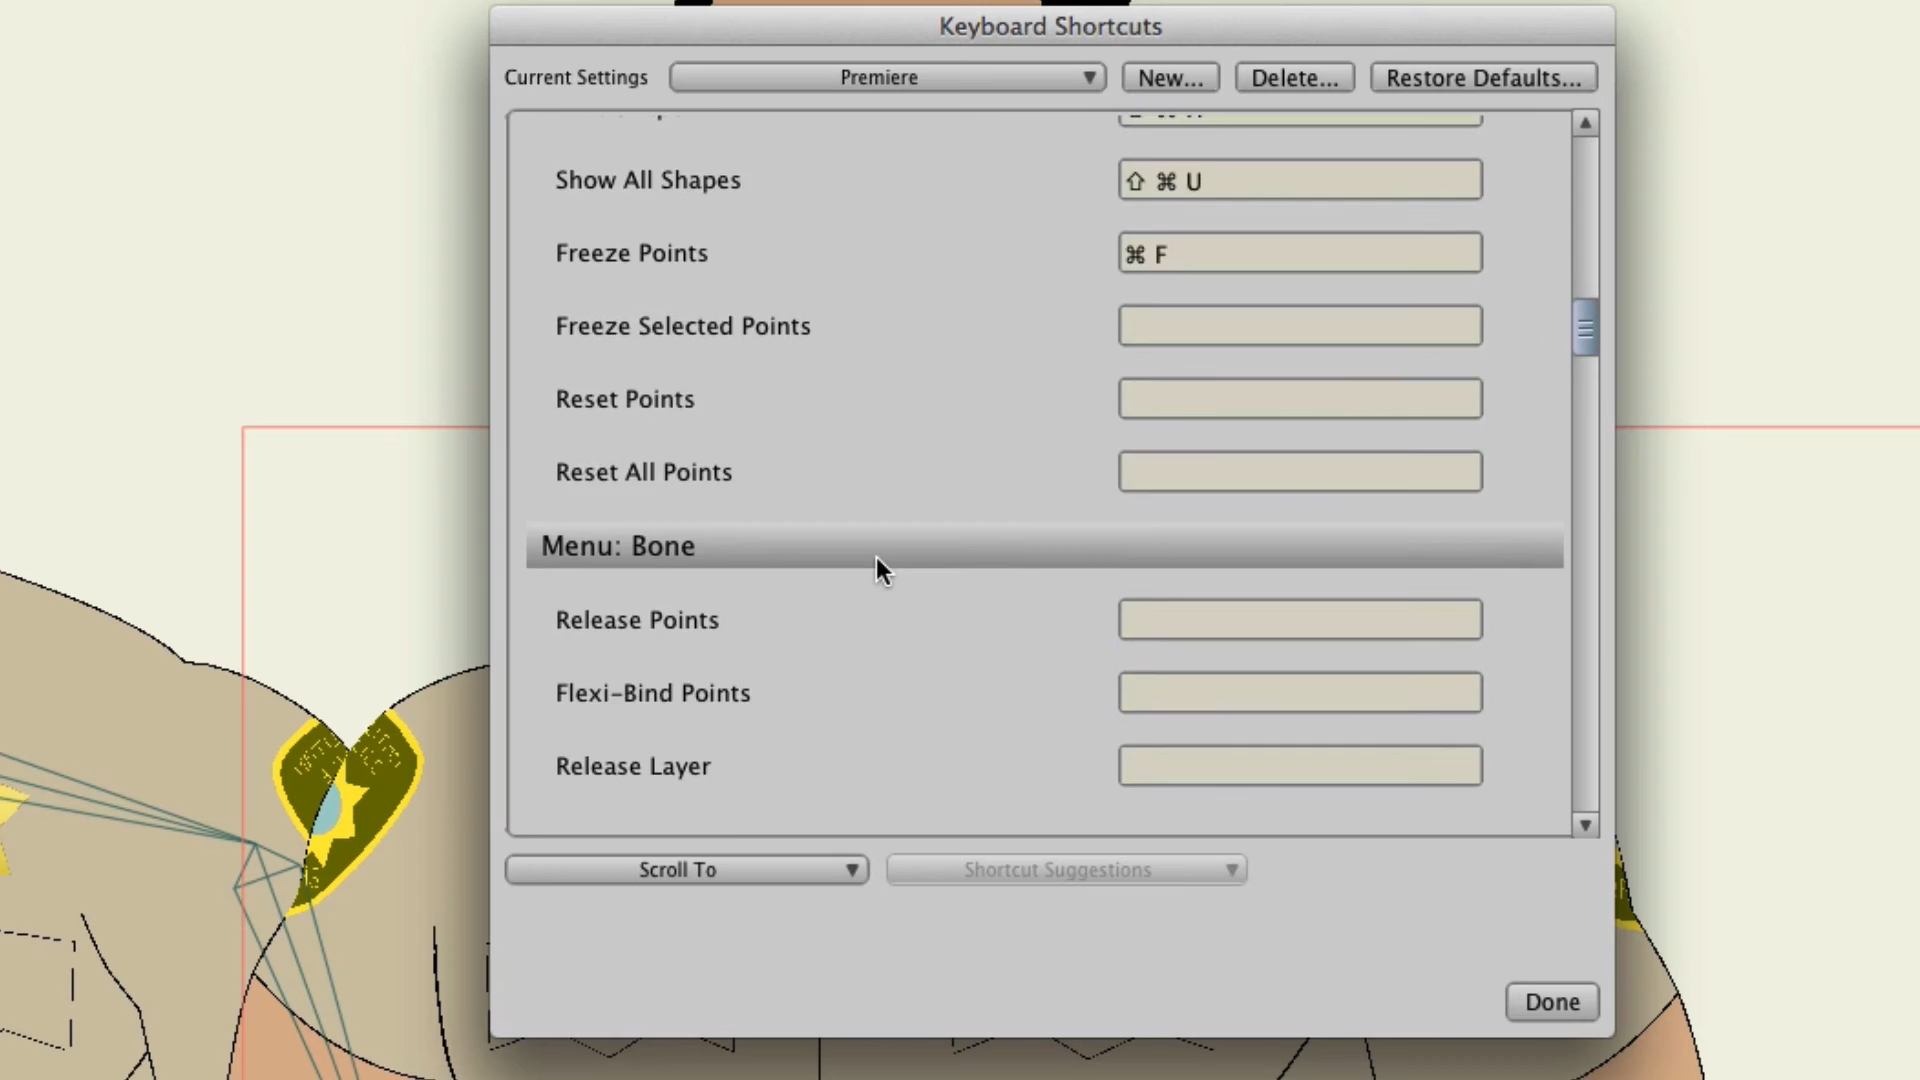 Keyboard Shortcuts
Current Settings Premiere New... Delete... Restore Defaults...
Show All Shapes ⇧ ⌘ U
Freeze Points ⌘ F
Freeze Selected Points
Reset Points
Reset All Points
Menu: Bone
Release Points
Flexi-Bind Points
Release Layer
Scroll To Shortcut Suggestions
Done